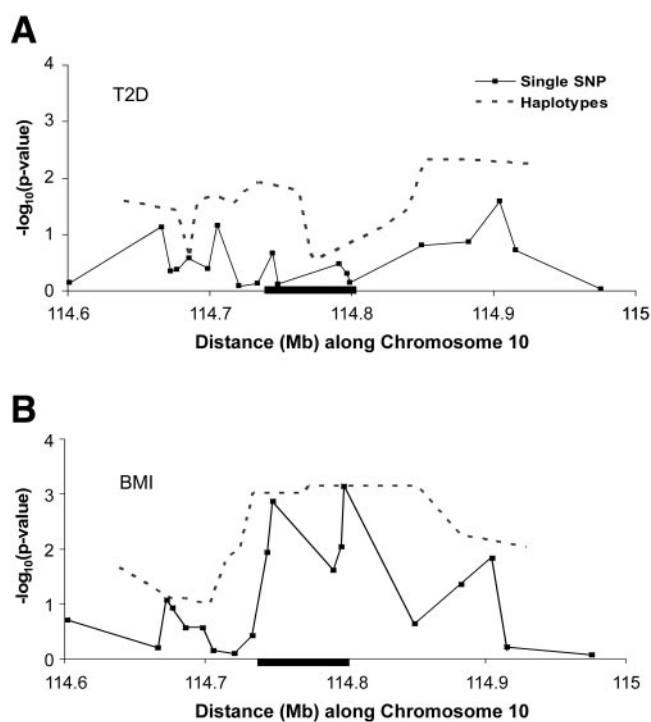 A
4
3
2
1
0
-log₁₀(p-value)
T2D
Single SNP
Haplotypes
114.6 114.7 114.8 114.9 115
Distance (Mb) along Chromosome 10
B
4
3
2
1
0
-log₁₀(p-value)
BMI
114.6 114.7 114.8 114.9 115
Distance (Mb) along Chromosome 10